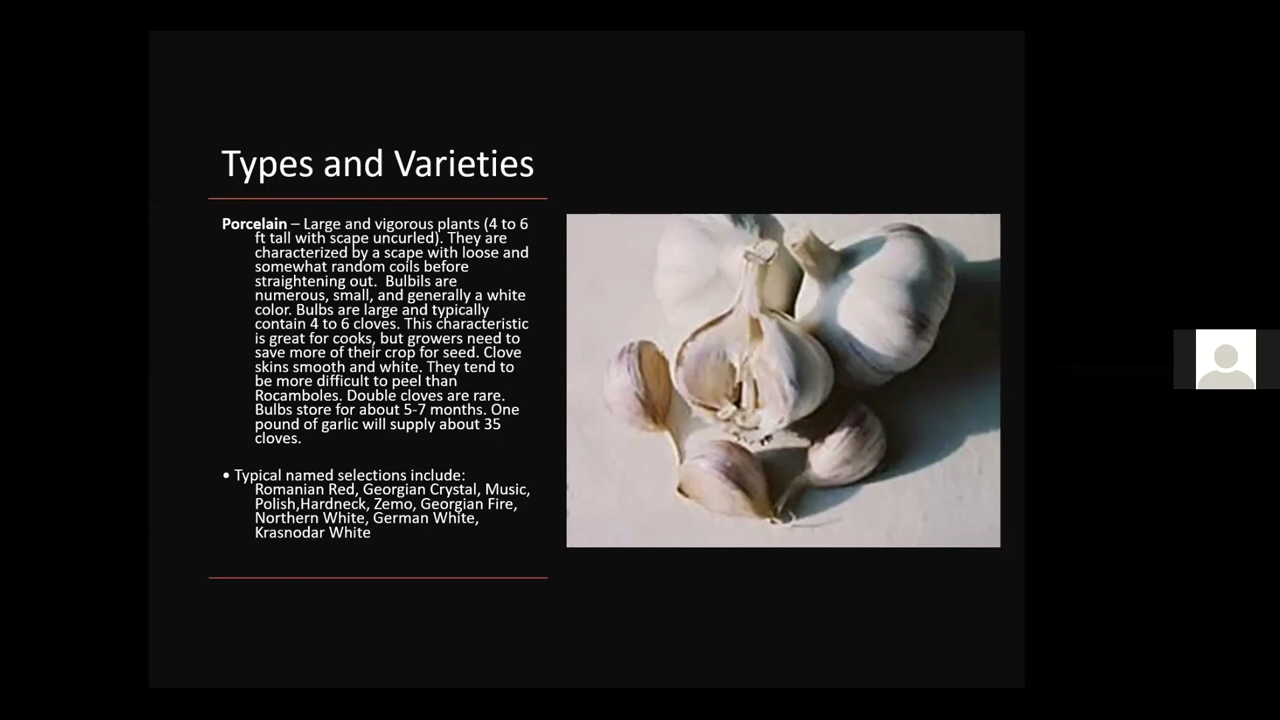 Types and Varieties
Porcelain – Large and vigorous plants (4 to 6
ft tall with scape uncurled). They are
characterized by a scape with loose and
somewhat random coils before
straightening out.  Bulbils are
numerous, small, and generally a white
color. Bulbs are large and typically
contain 4 to 6 cloves. This characteristic
is great for cooks, but growers need to
save more of their crop for seed. Clove
skins smooth and white. They tend to
be more difficult to peel than
Rocamboles. Double cloves are rare.
Bulbs store for about 5-7 months. One
pound of garlic will supply about 35
cloves.
• Typical named selections include:
Romanian Red, Georgian Crystal, Music,
Polish,Hardneck, Zemo, Georgian Fire,
Northern White, German White,
Krasnodar White